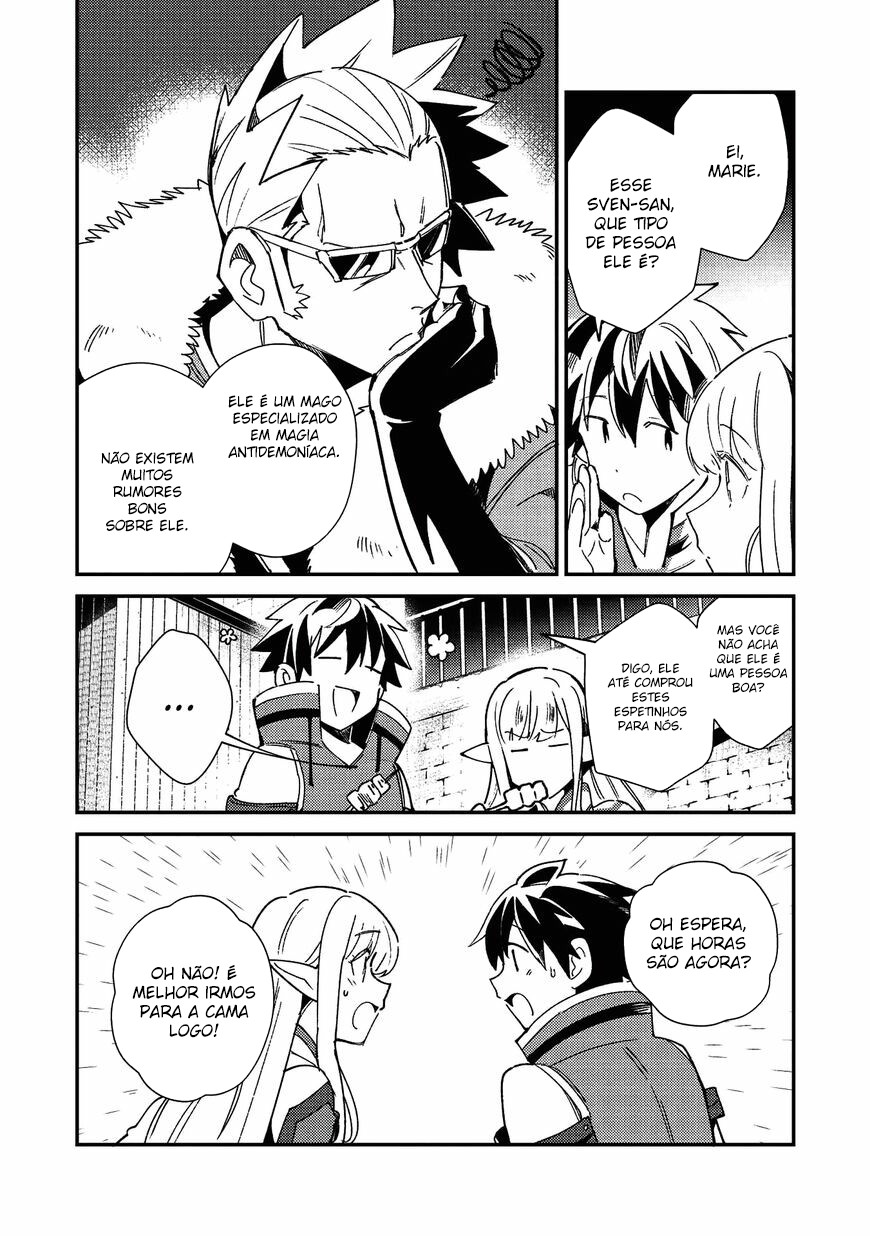 EI,
MARIE.
ESSE
SVEN-SAN,
QUE TIPO
DE PESSOA
ELE É?
ELE É UM MAGO
ESPECIALIZADO
EM MAGIA
ANTIDEMONÍACA.
NÃO EXISTEM
MUITOS
RUMORES
BONS
SOBRE ELE.
MAS VOCÊ
NÃO ACHA
QUE ELE É
UMA PESSOA
BOA?
DIGO, ELE
ATÉ COMPROU
ESTES
ESPETINHOS
PARA NÓS.
...
OH ESPERA,
QUE HORAS
SÃO AGORA?
OH NÃO! É
MELHOR IRMOS
PARA A CAMA
LOGO!